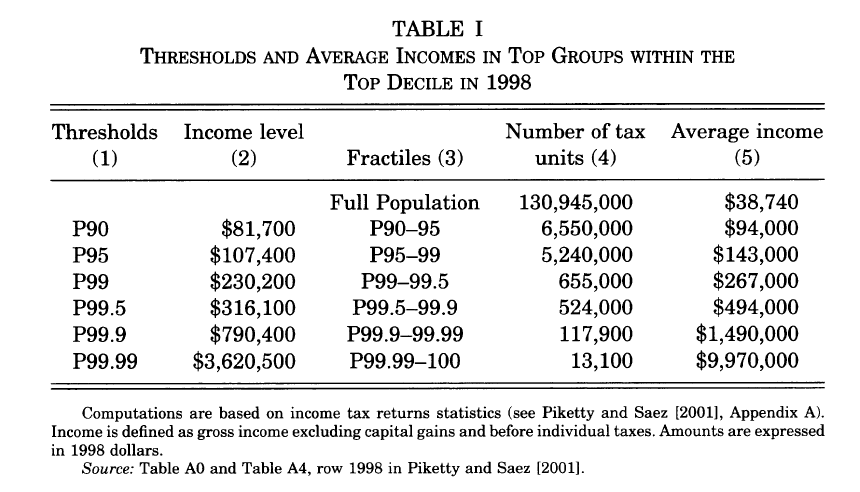 TABLE I
THRESHOLDS AND AVERAGE INCOMES IN TOP GROUPS WITHIN THE
TOP DECILE IN 1998
Thresholds Income level Number of tax Average income
(1) (2) Fractiles (3) units (4) (5)
Full Population 130,945,000 $38,740
P90 $81,700 P90–95 6,550,000 $94,000
P95 $107,400 P95–99 5,240,000 $143,000
P99 $230,200 P99–99.5 655,000 $267,000
P99.5 $316,100 P99.5–99.9 524,000 $494,000
P99.9 $790,400 P99.9–99.99 117,900 $1,490,000
P99.99 $3,620,500 P99.99–100 13,100 $9,970,000
Computations are based on income tax returns statistics (see Piketty and Saez [2001], Appendix A).
Income is defined as gross income excluding capital gains and before individual taxes. Amounts are expressed
in 1998 dollars.
Source: Table A0 and Table A4, row 1998 in Piketty and Saez [2001].